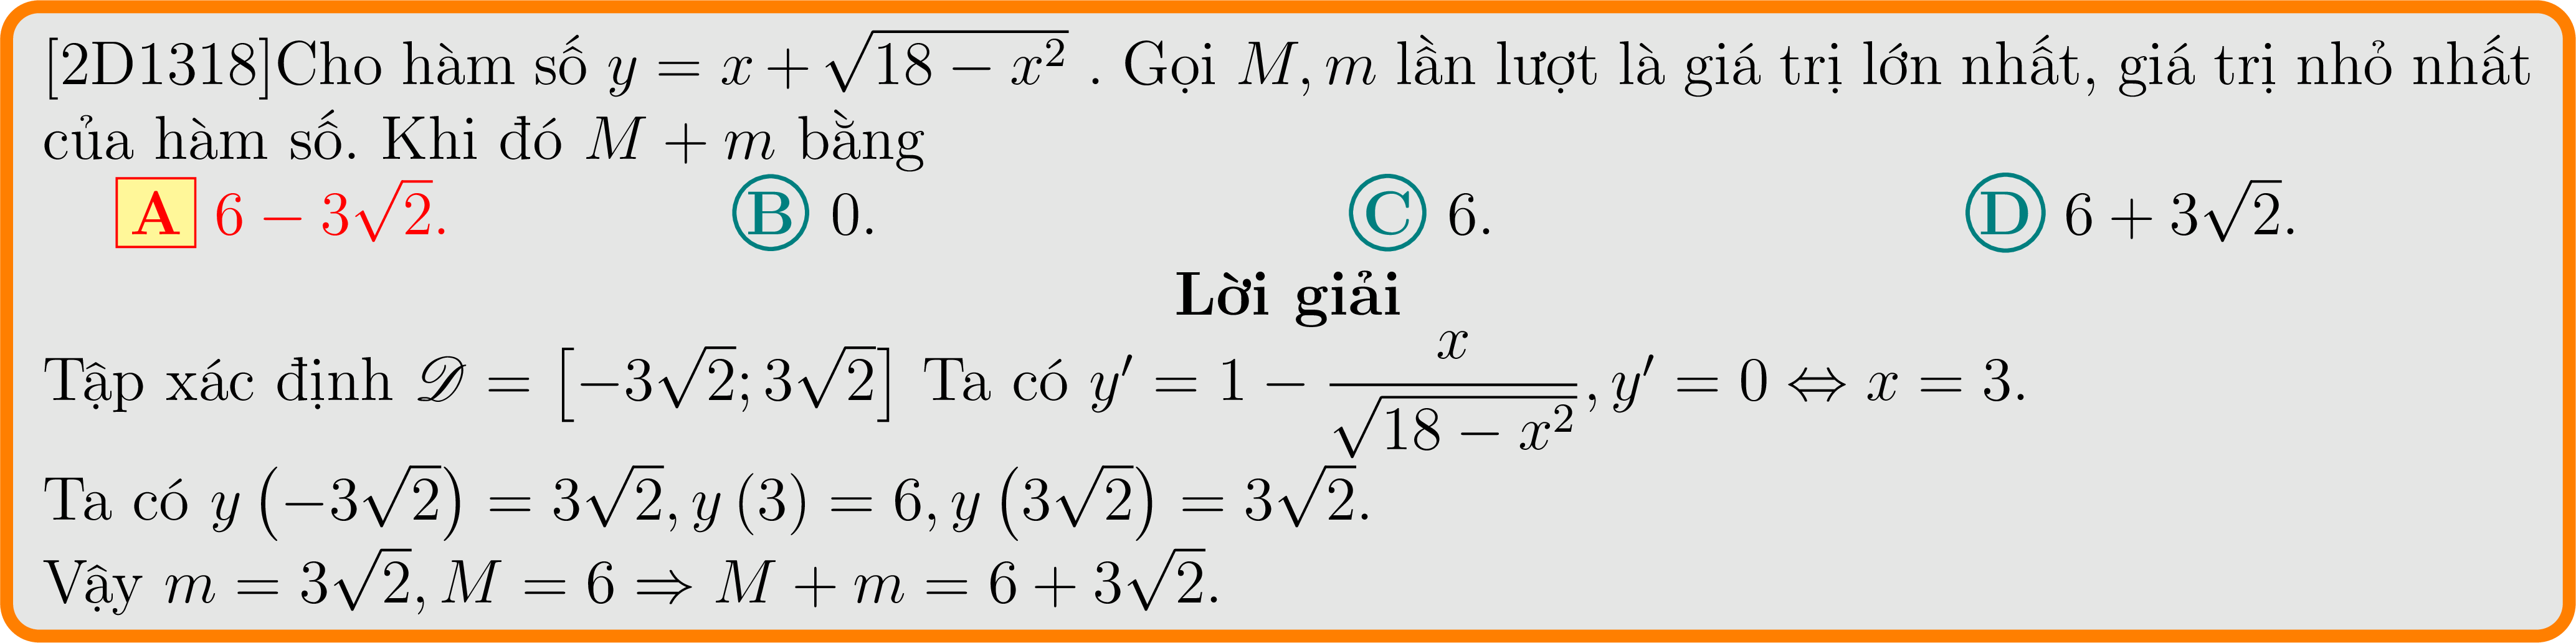 [2D1318]Cho hàm số $y = x + \sqrt{18 - x^2}$ . Gọi $M, m$ lần lượt là giá trị lớn nhất, giá trị nhỏ nhất
của hàm số. Khi đó $M + m$ bằng
A $6 - 3\sqrt{2}$. B $0$. C $6$. D $6 + 3\sqrt{2}$.
Lời giải
Tập xác định $\mathscr{D} = \left[-3\sqrt{2}; 3\sqrt{2}\right]$ Ta có $y' = 1 - \dfrac{x}{\sqrt{18 - x^2}}, y' = 0 \Leftrightarrow x = 3$.
Ta có $y\left(-3\sqrt{2}\right) = 3\sqrt{2}, y(3) = 6, y\left(3\sqrt{2}\right) = 3\sqrt{2}$.
Vậy $m = 3\sqrt{2}, M = 6 \Rightarrow M + m = 6 + 3\sqrt{2}$.